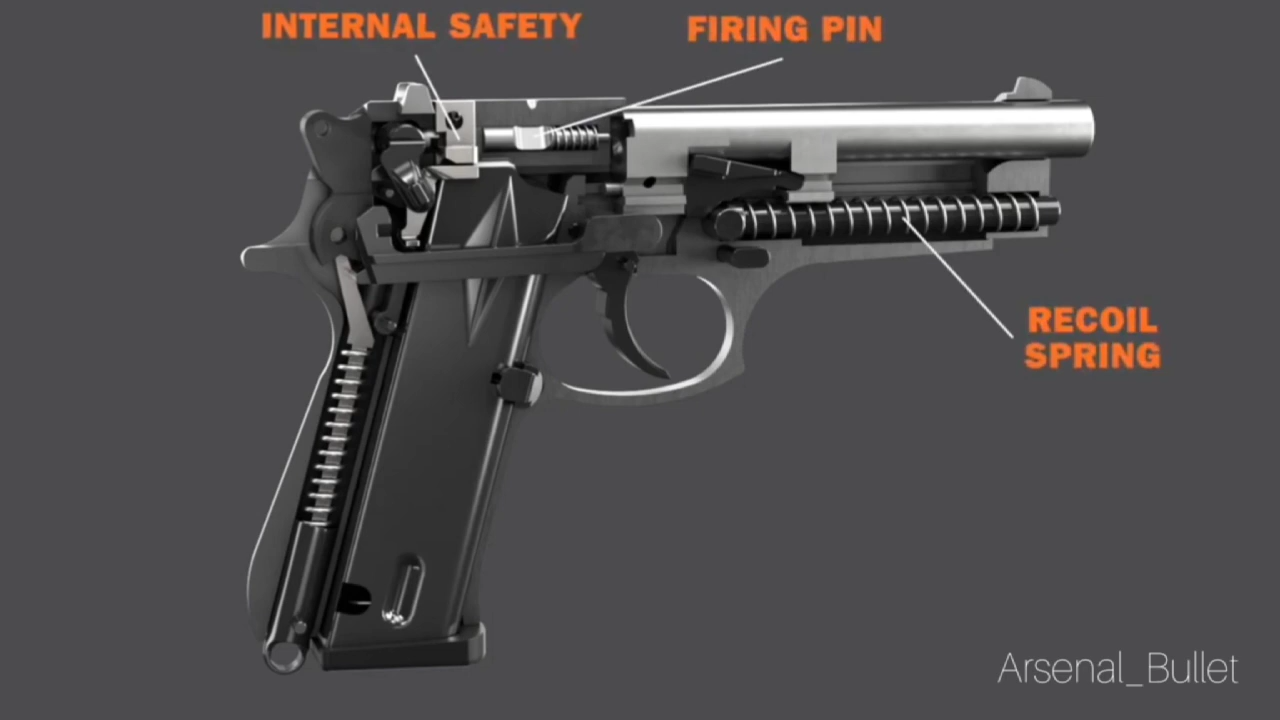 INTERNAL SAFETY
FIRING PIN
RECOIL
SPRING
Arsenal_Bullet